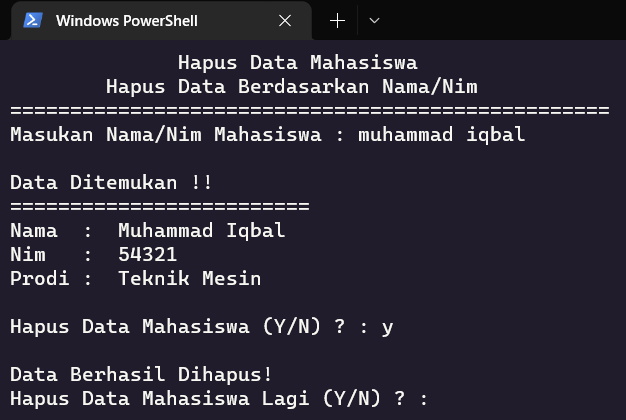 Windows PowerShell
Hapus Data Mahasiswa
Hapus Data Berdasarkan Nama/Nim
==================================================
Masukan Nama/Nim Mahasiswa : muhammad iqbal
Data Ditemukan !!
=========================
Nama : Muhammad Iqbal
Nim : 54321
Prodi : Teknik Mesin
Hapus Data Mahasiswa (Y/N) ? : y
Data Berhasil Dihapus!
Hapus Data Mahasiswa Lagi (Y/N) ? :